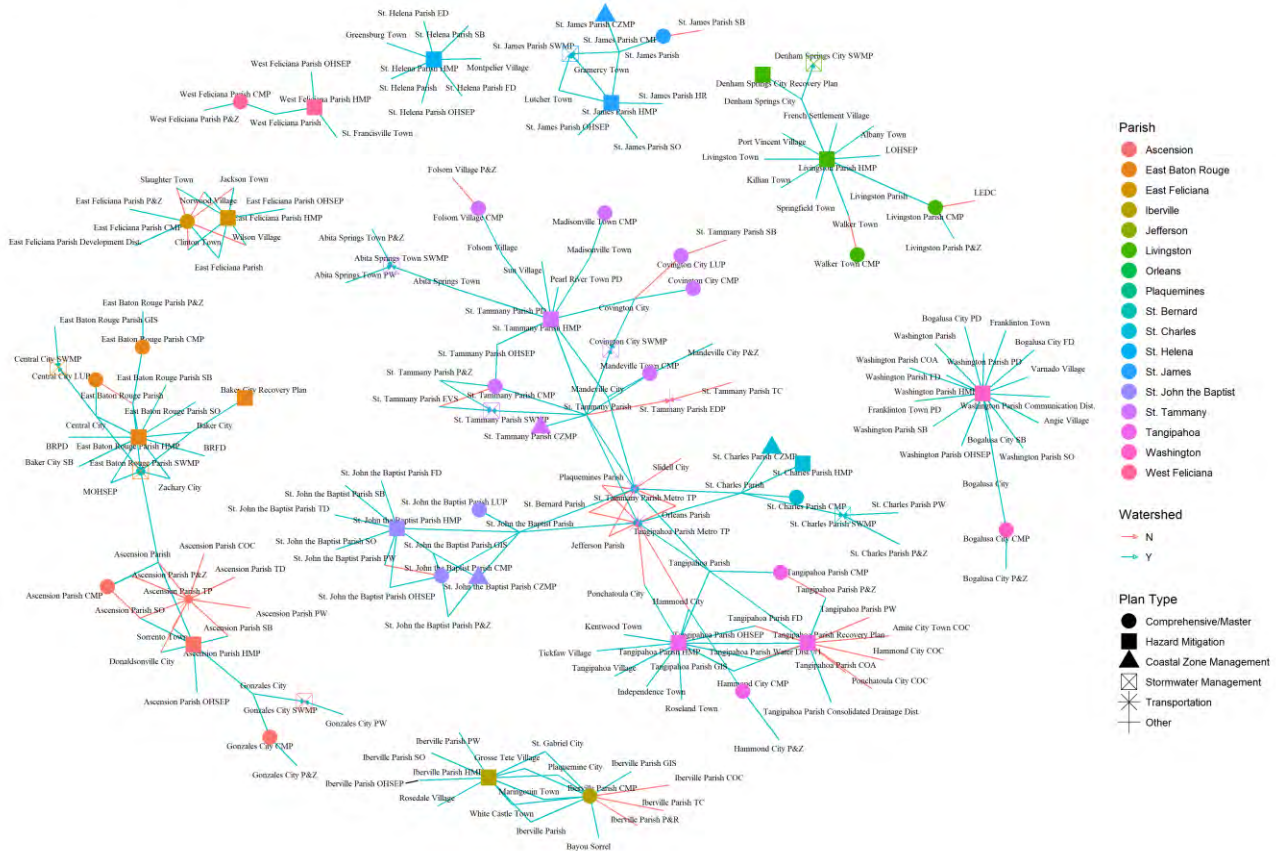 St. Helena Parish ED
Greensburg Town
St. Helena Parish SB
Montpelier Village
St. Helena Parish HMP
St. Helena Parish
St. Helena Parish FD
St. Helena Parish OHSEP
St. James Parish CZMP
St. James Parish SB
St. James Parish CMP
St. James Parish SWMP
St. James Parish
Gramercy Town
Lutcher Town
St. James Parish HR
St. James Parish HMP
St. James Parish OHSEP
St. James Parish SO
Denham Springs City SWMP
Denham Springs City Recovery Plan
Denham Springs City
French Settlement Village
Port Vincent Village
Albany Town
Livingston Town
LOHSEP
Livingston Parish HMP
Killian Town
Springfield Town
Livingston Parish
LEDC
Livingston Parish CMP
Walker Town
Livingston Parish P&Z
Walker Town CMP
West Feliciana Parish OHSEP
West Feliciana Parish CMP
West Feliciana Parish HMP
West Feliciana Parish P&Z
West Feliciana Parish
St. Francisville Town
Slaughter Town
Jackson Town
Norwood Village
East Feliciana Parish P&Z
East Feliciana Parish OHSEP
East Feliciana Parish HMP
East Feliciana Parish CMP
East Feliciana Parish Development Dist.
Clinton Town
Wilson Village
East Feliciana Parish
Folsom Village P&Z
Folsom Village CMP
Madisonville Town CMP
Abita Springs Town P&Z
Abita Springs Town SWMP
Abita Springs Town PW
Abita Springs Town
Folsom Village
Madisonville Town
Sun Village
Pearl River Town PD
St. Tammany Parish SB
Covington City LUP
Covington City CMP
Covington City
St. Tammany Parish PD
St. Tammany Parish HMP
St. Tammany Parish OHSEP
Covington City SWMP
Mandeville City P&Z
Mandeville Town CMP
St. Tammany Parish P&Z
St. Tammany Parish CMP
St. Tammany Parish EVS
Mandeville City
St. Tammany Parish TC
St. Tammany Parish EDP
St. Tammany Parish
St. Tammany Parish SWMP
St. Tammany Parish CZMP
East Baton Rouge Parish P&Z
East Baton Rouge Parish GIS
East Baton Rouge Parish CMP
Central City SWMP
Central City LUP
East Baton Rouge Parish SB
East Baton Rouge Parish
Baker City Recovery Plan
East Baton Rouge Parish SO
Central City
Baker City
BRPD
East Baton Rouge Parish HMP
BRFD
Baker City SB
East Baton Rouge Parish SWMP
MOHSEP
Zachary City
Bogalusa City PD
Franklinton Town
Washington Parish
Bogalusa City FD
Washington Parish COA
Washington Parish PD
Washington Parish FD
Varnado Village
Washington Parish HMP
Franklinton Town PD
Washington Parish Communication Dist.
Angie Village
Washington Parish SB
Bogalusa City SB
Washington Parish OHSEP
Washington Parish SO
Bogalusa City
Bogalusa City CMP
Bogalusa City P&Z
St. Charles Parish CZMP
St. Charles Parish HMP
St. Charles Parish
St. Charles Parish CMP
St. Charles Parish PW
St. Charles Parish SWMP
St. Charles Parish P&Z
Slidell City
Plaquemines Parish
St. Tammany Parish Metro TP
St. Bernard Parish
Orleans Parish
Tangipahoa Parish Metro TP
Jefferson Parish
St. John the Baptist Parish FD
St. John the Baptist Parish SB
St. John the Baptist Parish LUP
St. John the Baptist Parish TD
St. John the Baptist Parish HMP
St. John the Baptist Parish
St. John the Baptist Parish SO
St. John the Baptist Parish GIS
St. John the Baptist Parish PW
St. John the Baptist Parish CMP
St. John the Baptist Parish CZMP
St. John the Baptist Parish OHSEP
St. John the Baptist Parish P&Z
Ascension Parish
Ascension Parish COC
Ascension Parish P&Z
Ascension Parish TD
Ascension Parish CMP
Ascension Parish TP
Ascension Parish SO
Ascension Parish PW
Ascension Parish SB
Sorrento Town
Ascension Parish HMP
Donaldsonville City
Ascension Parish OHSEP
Gonzales City
Gonzales City SWMP
Gonzales City PW
Gonzales City CMP
Gonzales City P&Z
Tangipahoa Parish
Tangipahoa Parish CMP
Ponchatoula City
Tangipahoa Parish P&Z
Hammond City
Kentwood Town
Tangipahoa Parish FD
Tangipahoa Parish PW
Tangipahoa Parish OHSEP
Tangipahoa Parish Recovery Plan
Amite City Town COC
Tickfaw Village
Tangipahoa Parish HMP
Tangipahoa Parish Water Dist.
Hammond City COC
Tangipahoa Village
Tangipahoa Parish GIS
Tangipahoa Parish COA
Ponchatoula City COC
Independence Town
Hammond City CMP
Roseland Town
Tangipahoa Parish Consolidated Drainage Dist.
Hammond City P&Z
Iberville Parish PW
St. Gabriel City
Iberville Parish SO
Grosse Tete Village
Iberville Parish HMP
Plaquemine City
Iberville Parish GIS
Iberville Parish OHSEP
Iberville Parish COC
Maringouin Town
Iberville Parish CMP
Rosedale Village
Iberville Parish TC
White Castle Town
Iberville Parish P&R
Iberville Parish
Bayou Sorrel
Parish
Ascension
East Baton Rouge
East Feliciana
Iberville
Jefferson
Livingston
Orleans
Plaquemines
St. Bernard
St. Charles
St. Helena
St. James
St. John the Baptist
St. Tammany
Tangipahoa
Washington
West Feliciana
Watershed
N
Y
Plan Type
Comprehensive/Master
Hazard Mitigation
Coastal Zone Management
Stormwater Management
Transportation
Other